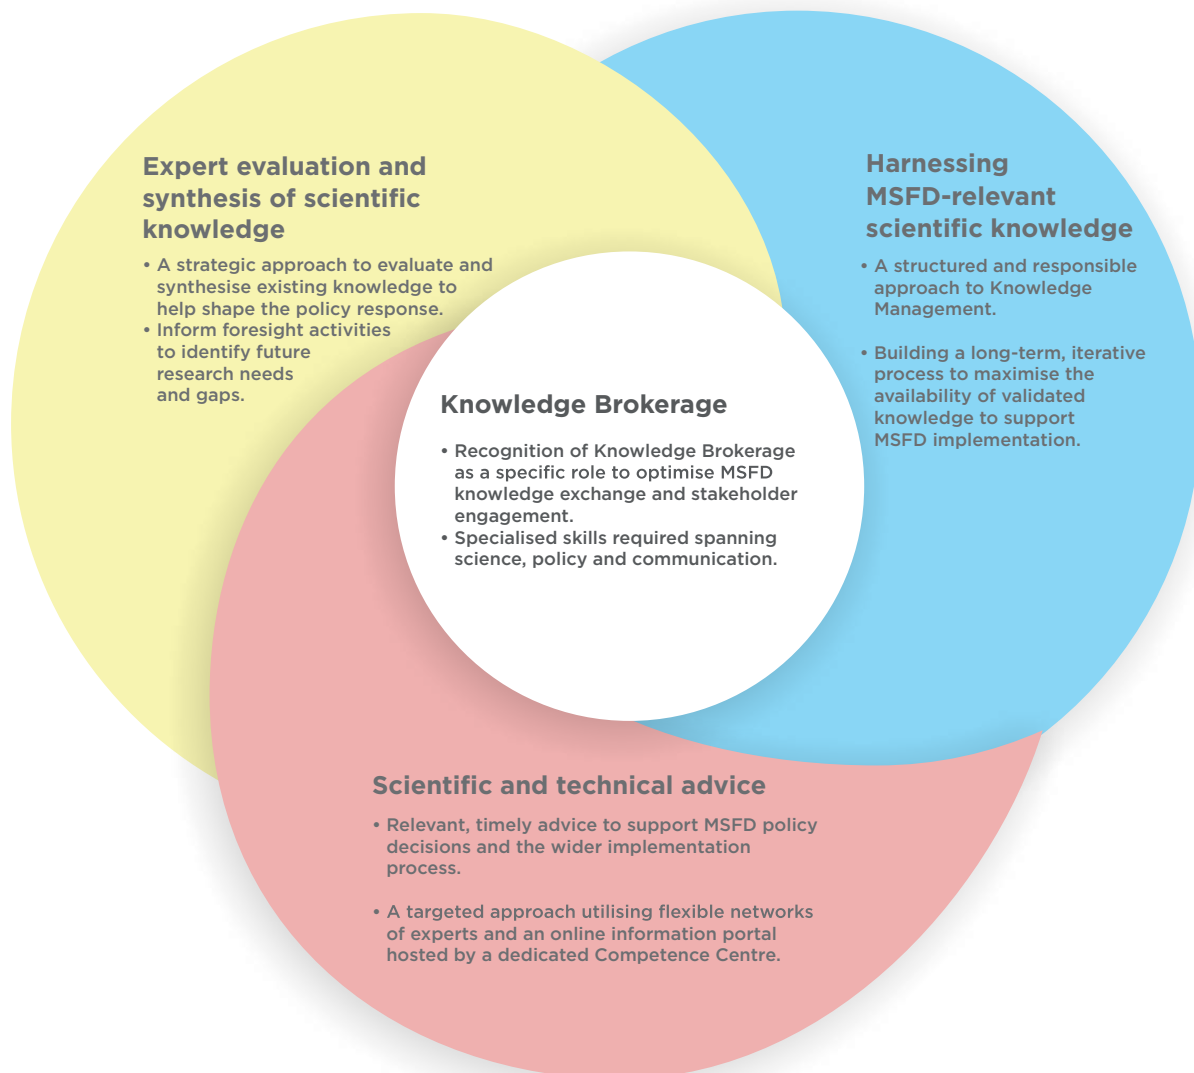 Expert evaluation and
synthesis of scientific
knowledge
• A strategic approach to evaluate and
synthesise existing knowledge to
help shape the policy response.
• Inform foresight activities
to identify future
research needs
and gaps.
Harnessing
MSFD-relevant
scientific knowledge
• A structured and responsible
approach to Knowledge
Management.
• Building a long-term, iterative
process to maximise the
availability of validated
knowledge to support
MSFD implementation.
Knowledge Brokerage
• Recognition of Knowledge Brokerage
as a specific role to optimise MSFD
knowledge exchange and stakeholder
engagement.
• Specialised skills required spanning
science, policy and communication.
Scientific and technical advice
• Relevant, timely advice to support MSFD policy
decisions and the wider implementation
process.
• A targeted approach utilising flexible networks
of experts and an online information portal
hosted by a dedicated Competence Centre.